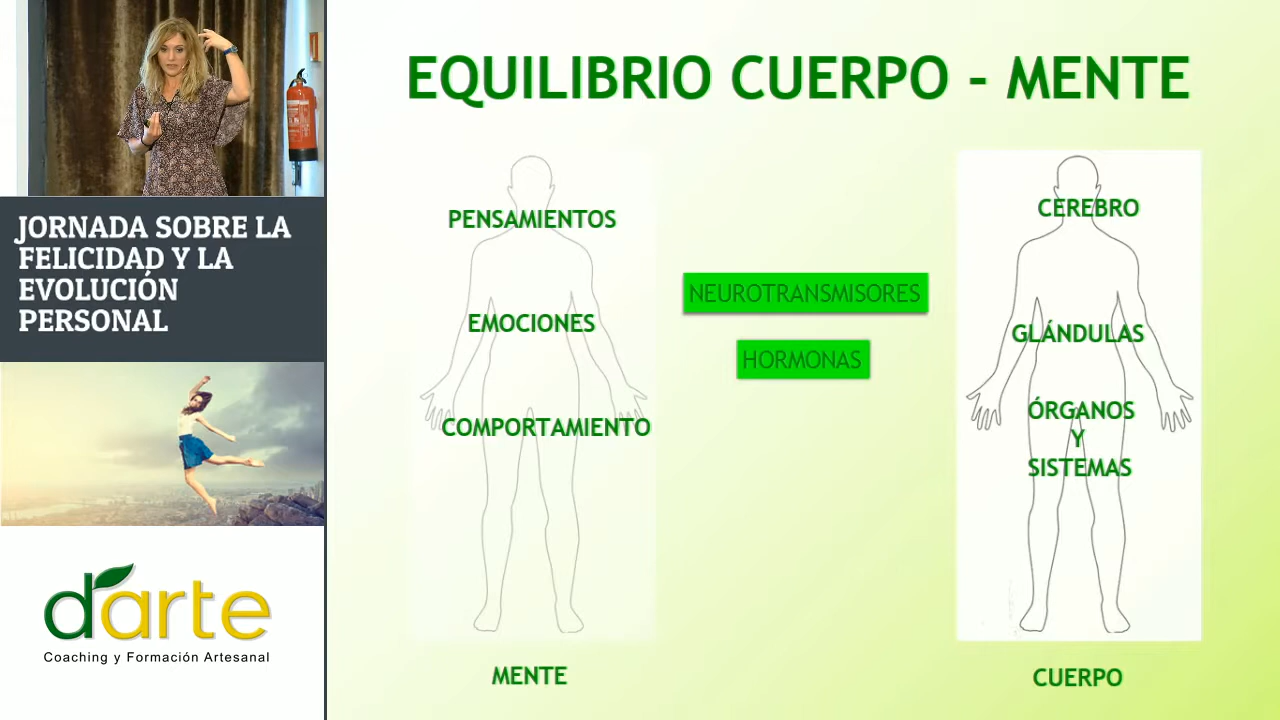 JORNADA SOBRE LA
FELICIDAD Y LA
EVOLUCIÓN
PERSONAL
d'arte
Coaching y Formación Artesanal
EQUILIBRIO CUERPO - MENTE
PENSAMIENTOS
EMOCIONES
COMPORTAMIENTO
MENTE
NEUROTRANSMISORES
HORMONAS
CEREBRO
GLÁNDULAS
ÓRGANOS
Y
SISTEMAS
CUERPO